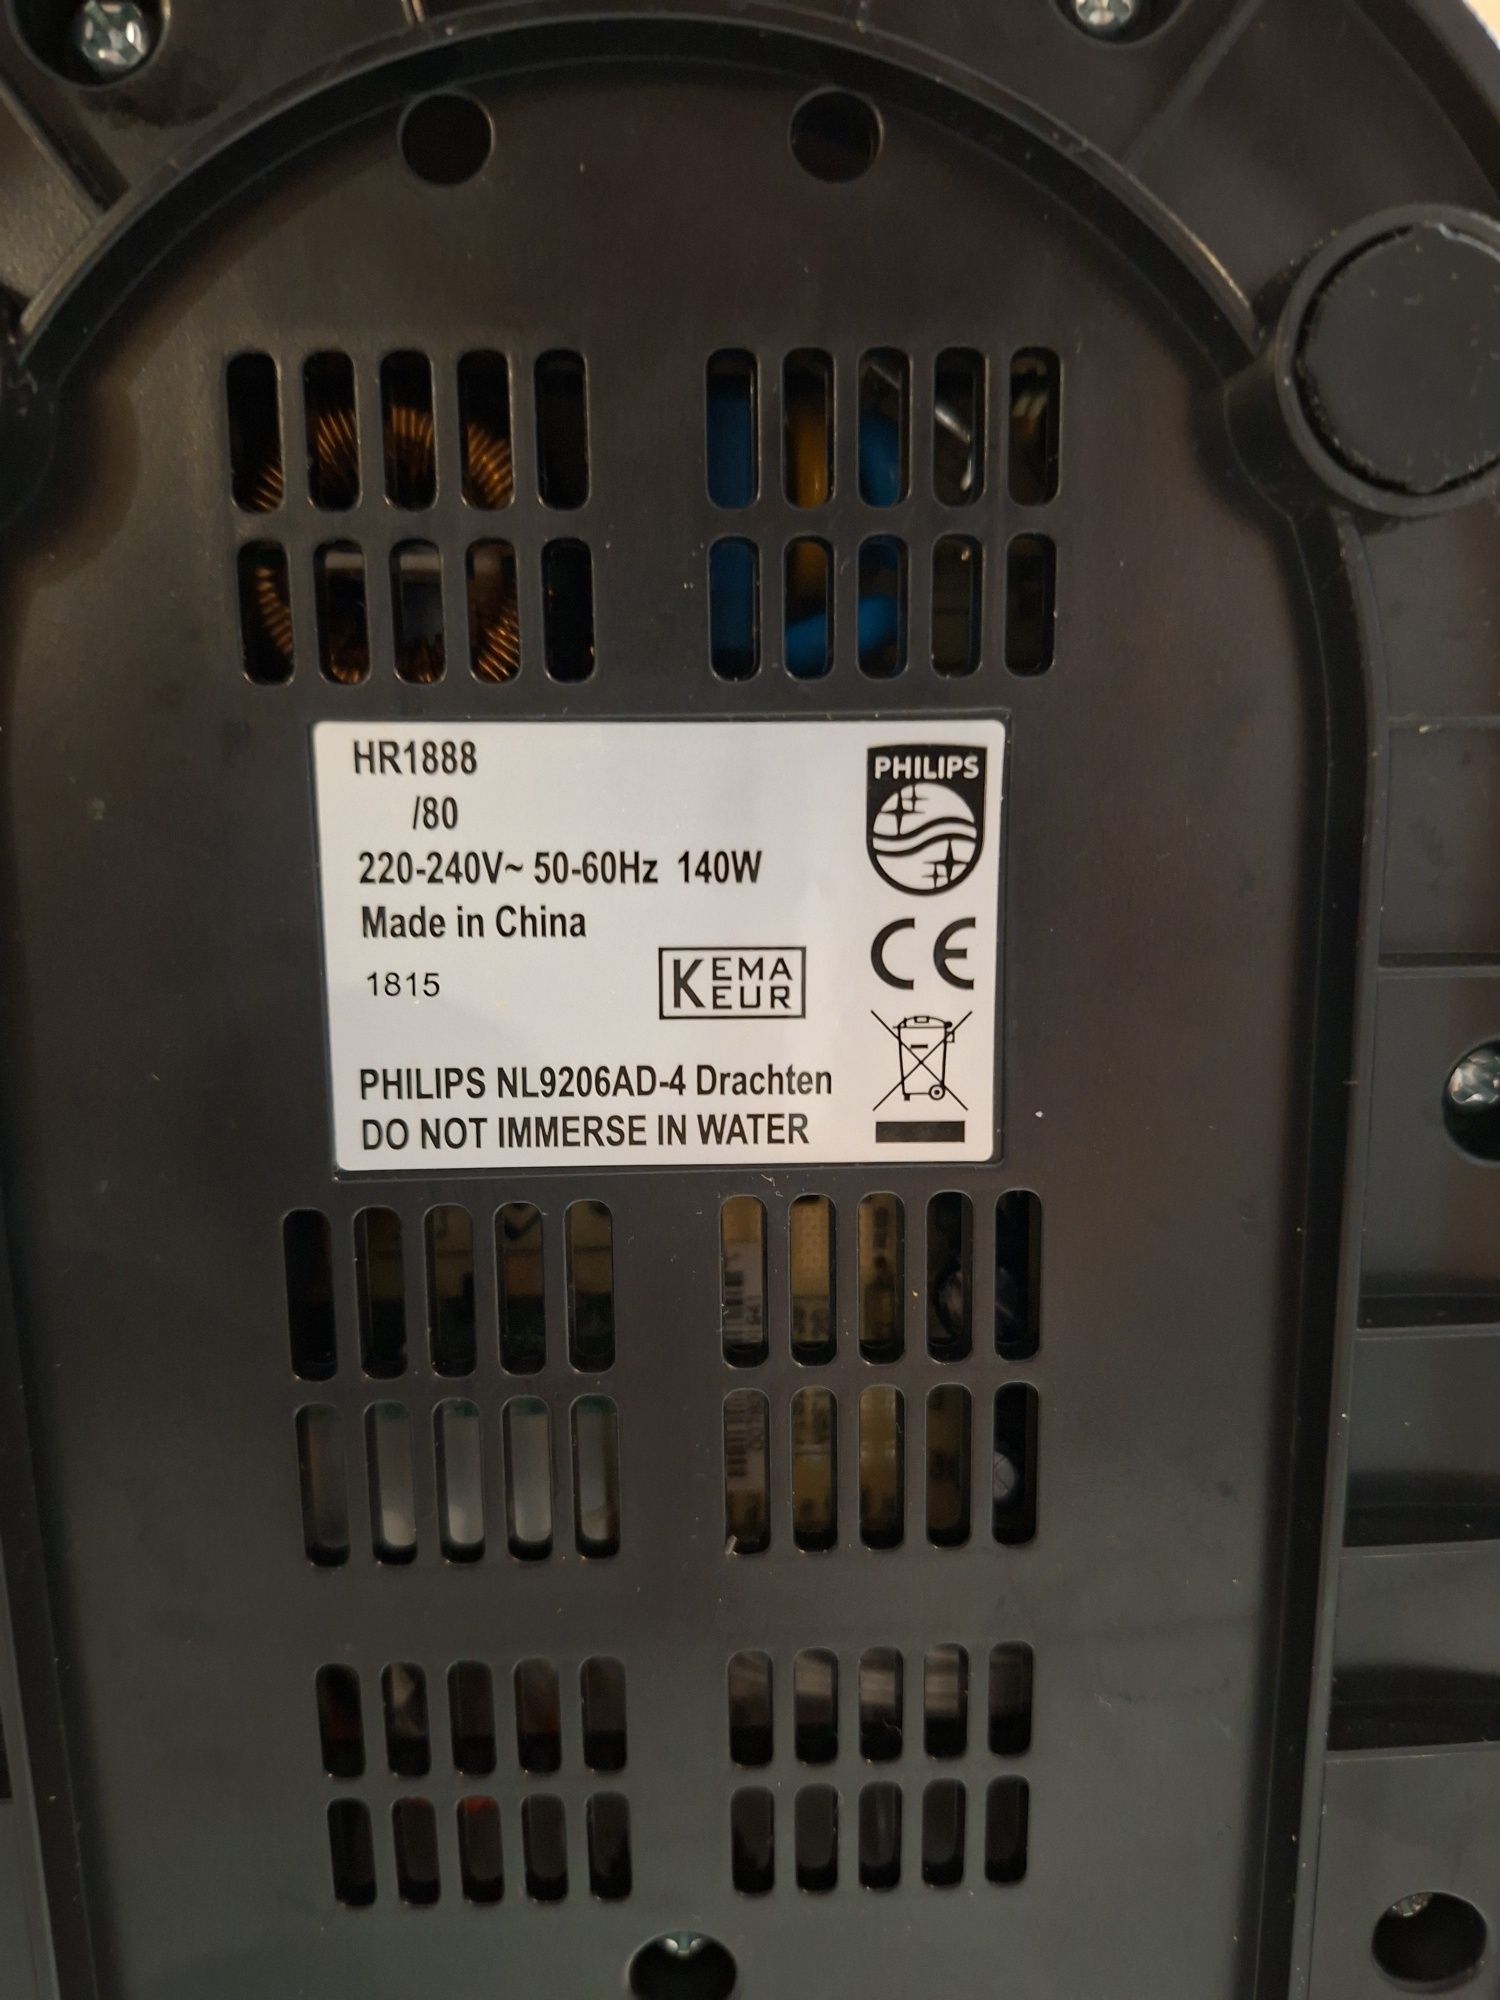 HR1888
/80
220-240V~ 50-60Hz 140W
Made in China
1815
PHILIPS NL9206AD-4 Drachten
DO NOT IMMERSE IN WATER
KEMA
KEUR
PHILIPS
CE